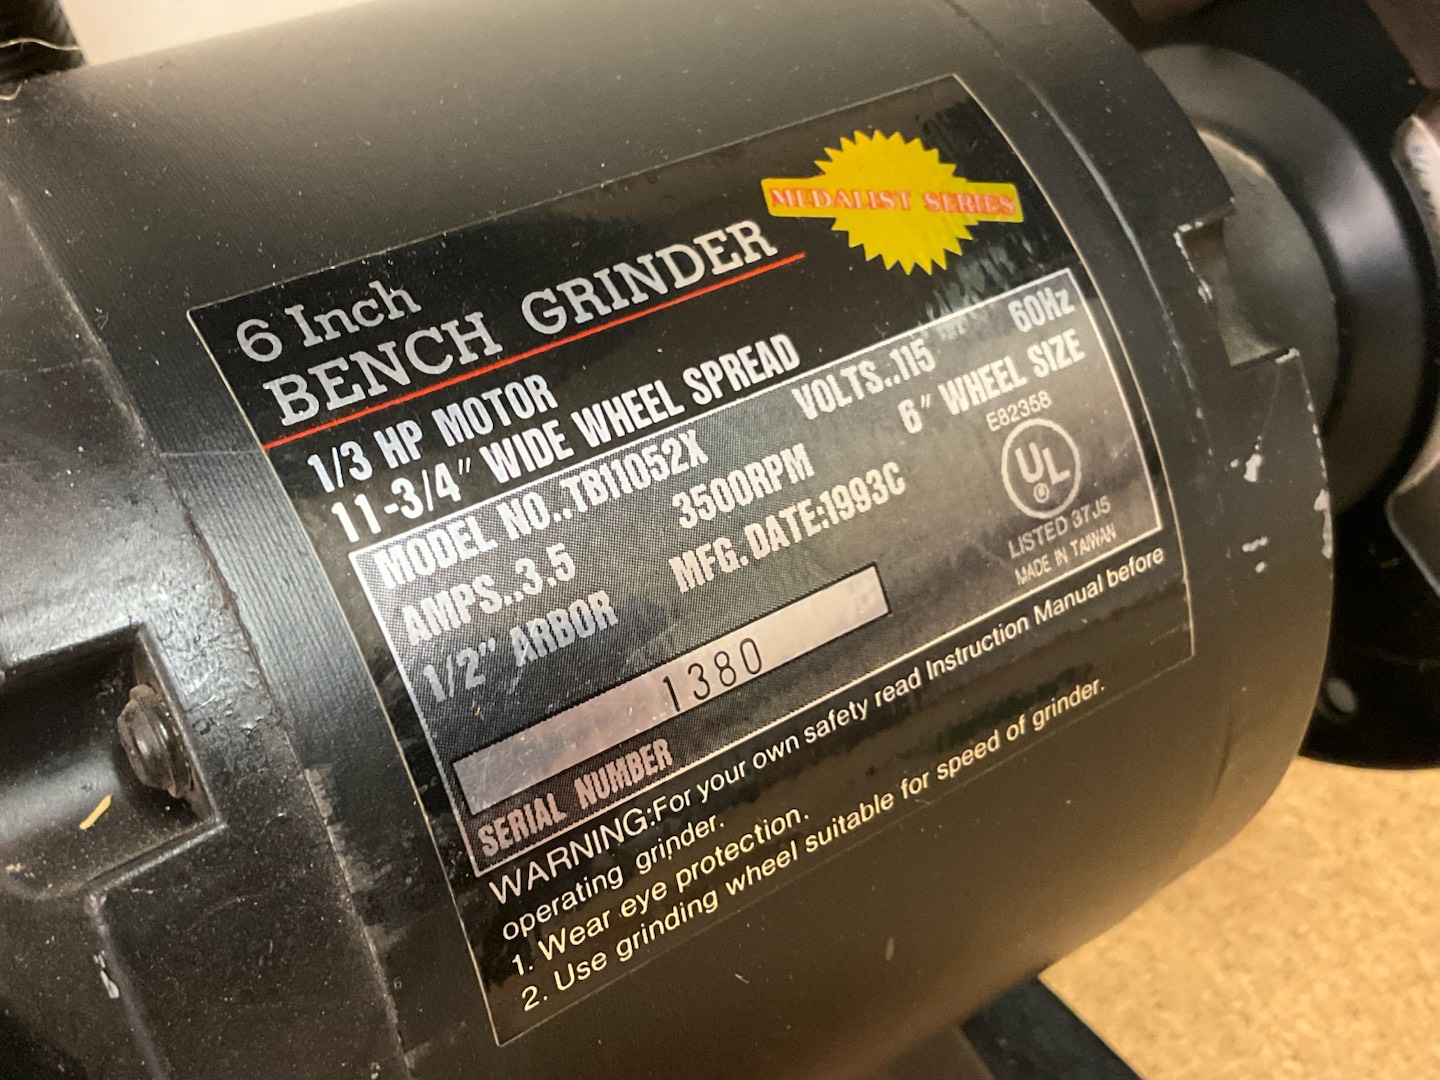 MEDALIST SERIES
6 Inch
BENCH GRINDER
1/3 HP MOTOR
11-3/4" WIDE WHEEL SPREAD
MODEL NO..TB11052X VOLTS..115 60Hz
AMPS..3.5 3500RPM 6" WHEEL SIZE
1/2" ARBOR MFG. DATE:1993C
E82358
UL
®
LISTED 37J5
MADE IN TAIWAN
1380
SERIAL NUMBER
WARNING:For your own safety read Instruction Manual before
operating grinder.
1. Wear eye protection.
2. Use grinding wheel suitable for speed of grinder.